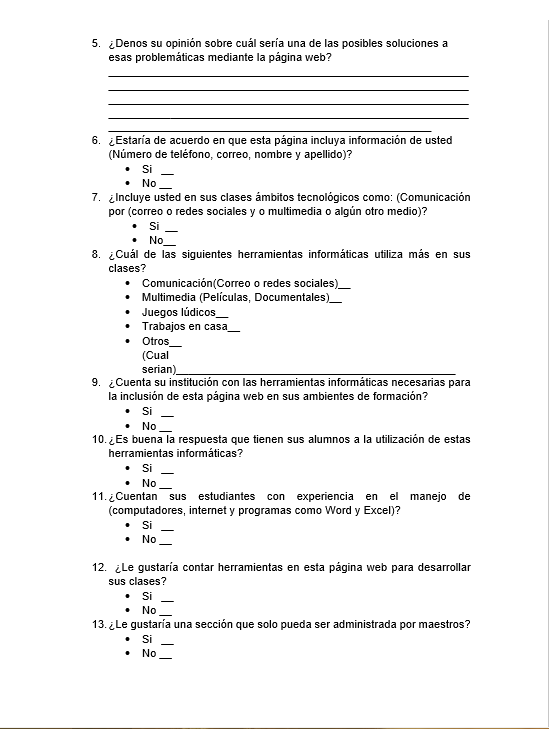 5. ¿Denos su opinión sobre cuál sería una de las posibles soluciones a
esas problemáticas mediante la página web?
6. ¿Estaría de acuerdo en que esta página incluya información de usted
(Número de teléfono, correo, nombre y apellido)?
• Si __
• No __
7. ¿Incluye usted en sus clases ámbitos tecnológicos como: (Comunicación
por (correo o redes sociales y o multimedia o algún otro medio)?
• Si __
• No__
8. ¿Cuál de las siguientes herramientas informáticas utiliza más en sus
clases?
• Comunicación(Correo o redes sociales)__
• Multimedia (Películas, Documentales)__
• Juegos lúdicos__
• Trabajos en casa__
• Otros__
(Cual
serian)__________
9. ¿Cuenta su institución con las herramientas informáticas necesarias para
la inclusión de esta página web en sus ambientes de formación?
• Si __
• No __
10. ¿Es buena la respuesta que tienen sus alumnos a la utilización de estas
herramientas informáticas?
• Si __
• No __
11. ¿Cuentan sus estudiantes con experiencia en el manejo de
(computadores, internet y programas como Word y Excel)?
• Si __
• No __
12. ¿Le gustaría contar herramientas en esta página web para desarrollar
sus clases?
• Si __
• No __
13. ¿Le gustaría una sección que solo pueda ser administrada por maestros?
• Si __
• No __